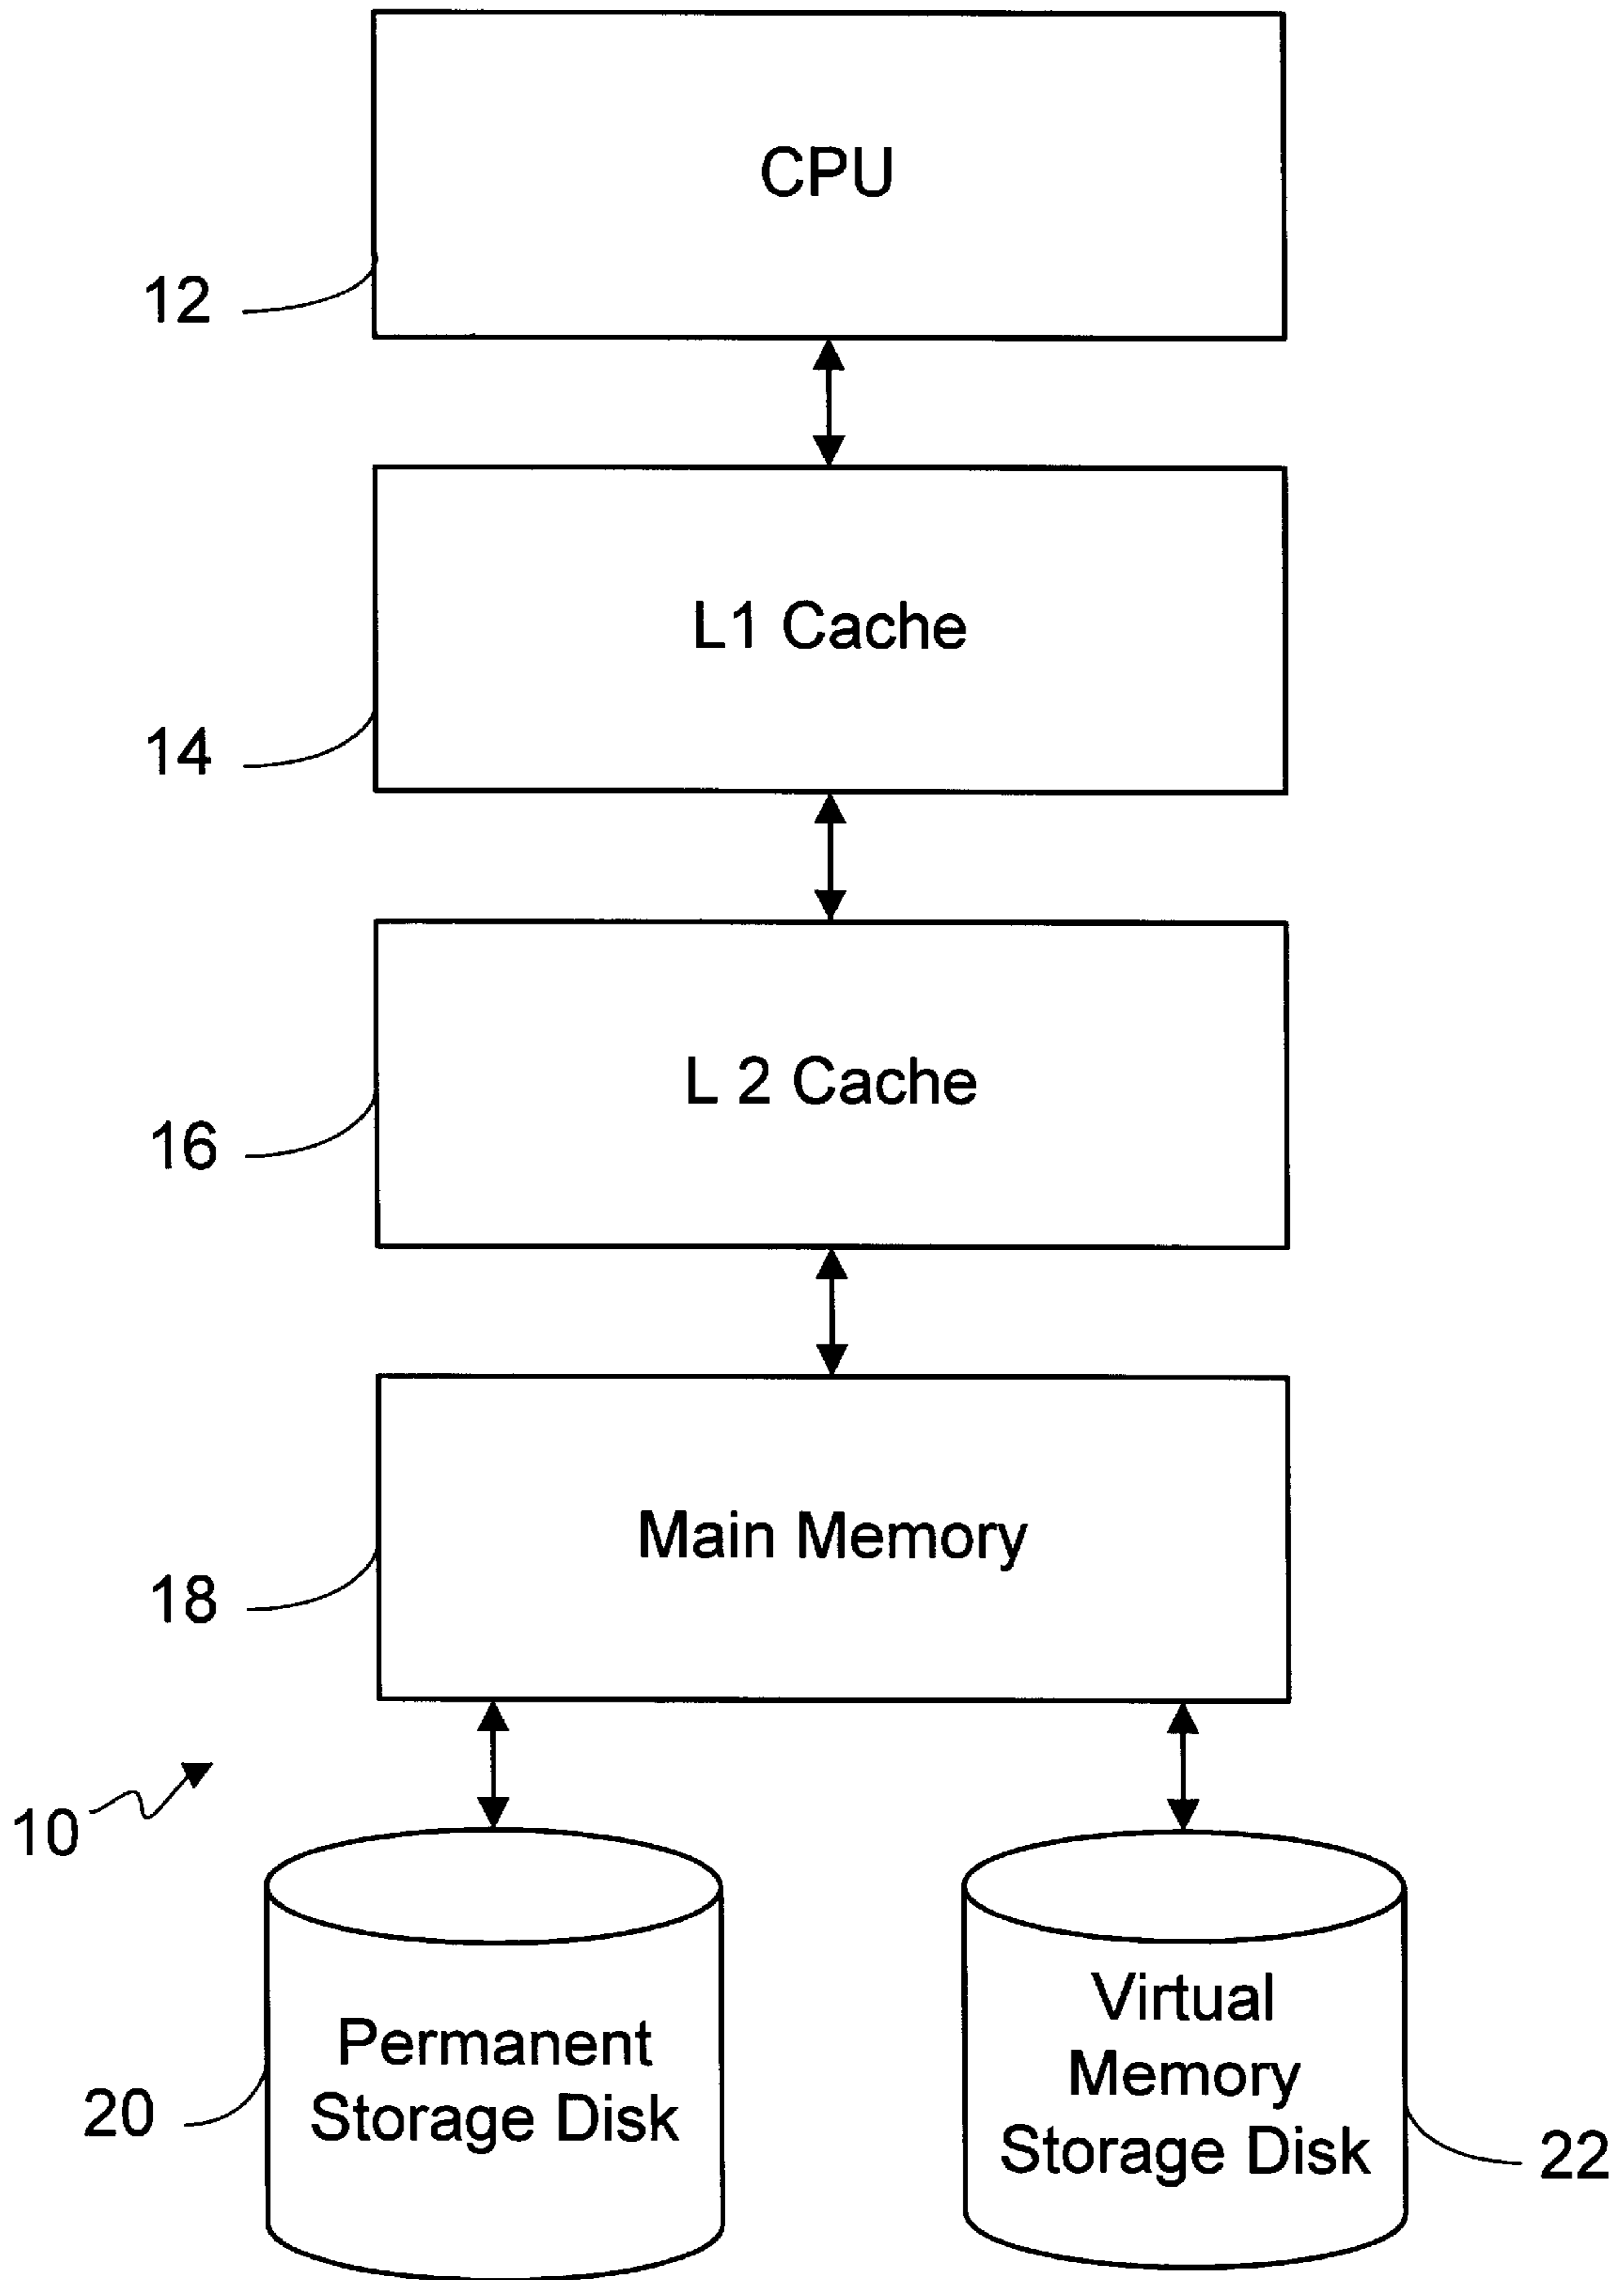 CPU
12
L1 Cache
14
L 2 Cache
16
Main Memory
18
10
Permanent
Storage Disk
20
Virtual
Memory
Storage Disk
22